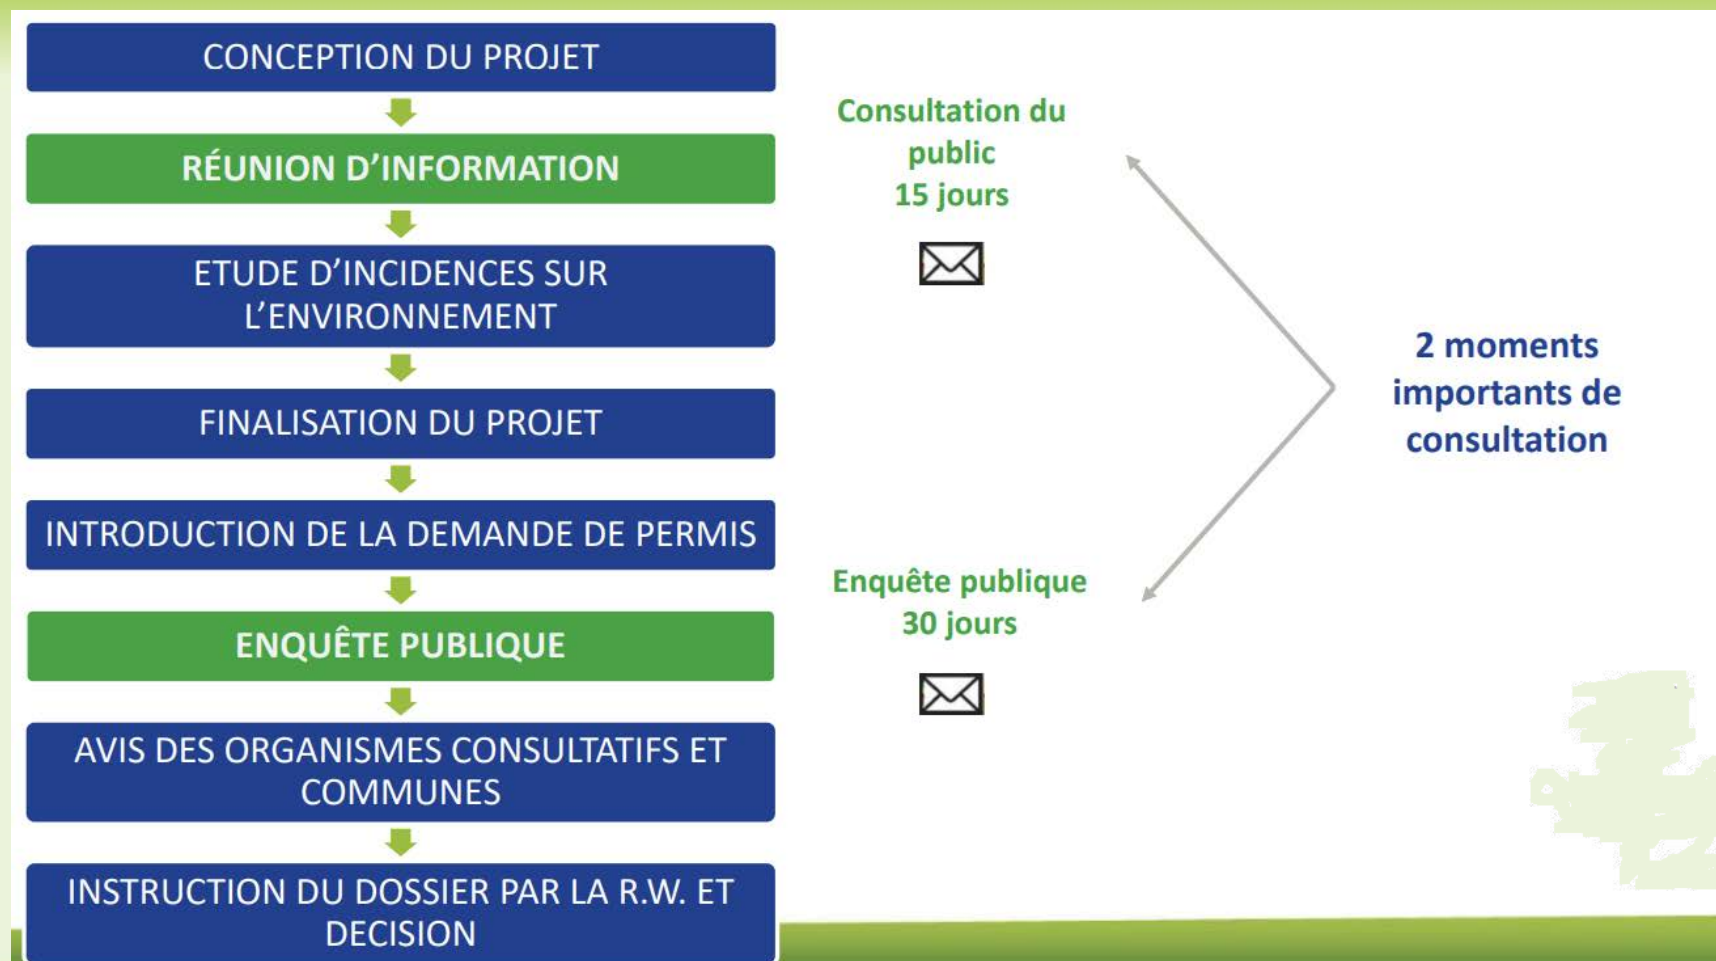 CONCEPTION DU PROJET
RÉUNION D’INFORMATION
ETUDE D’INCIDENCES SUR
L’ENVIRONNEMENT
FINALISATION DU PROJET
INTRODUCTION DE LA DEMANDE DE PERMIS
ENQUÊTE PUBLIQUE
AVIS DES ORGANISMES CONSULTATIFS ET
COMMUNES
INSTRUCTION DU DOSSIER PAR LA R.W. ET
DECISION
Consultation du
public
15 jours
Enquête publique
30 jours
2 moments
importants de
consultation